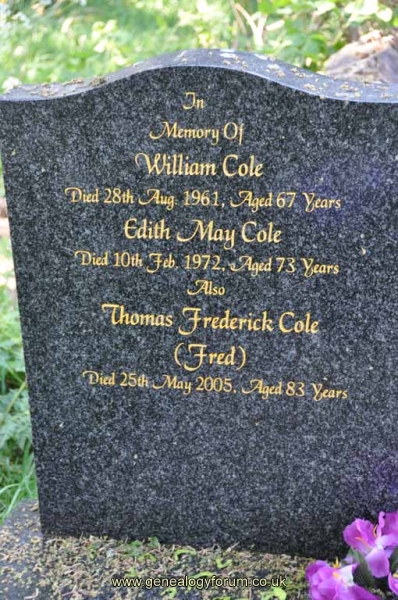 In
Memory Of
William Cole
Died 28th Aug. 1961, Aged 67 Years
Edith May Cole
Died 10th Feb. 1972, Aged 73 Years
Also
Thomas Frederick Cole
(Fred)
Died 25th May 2005, Aged 83 Years
www.genealogyforum.co.uk